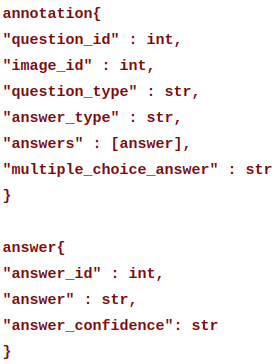 annotation{
"question_id" : int,
"image_id" : int,
"question_type" : str,
"answer_type" : str,
"answers" : [answer],
"multiple_choice_answer" : str
}

answer{
"answer_id" : int,
"answer" : str,
"answer_confidence": str
}